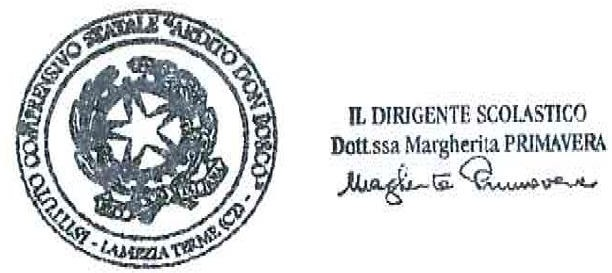 ISTITUTO COMPRENSIVO STATALE "ARDITO DON BOSCO"
- LAMEZIA TERME (CZ) -
IL DIRIGENTE SCOLASTICO
Dott.ssa Margherita PRIMAVERA
Margherita Primavera